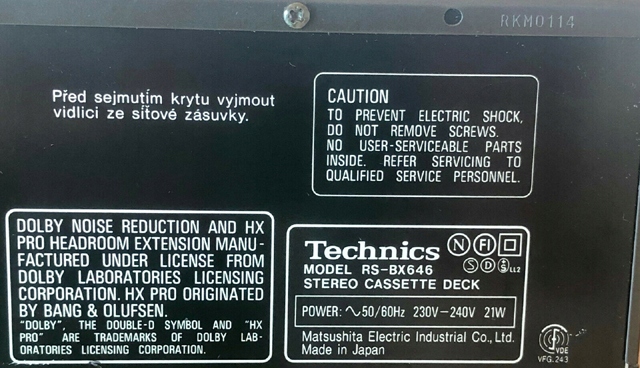 RKM0114
Před sejmutím krytu vyjmout
vidlici ze síťové zásuvky.
CAUTION
TO PREVENT ELECTRIC SHOCK,
DO NOT REMOVE SCREWS.
NO USER-SERVICEABLE PARTS
INSIDE. REFER SERVICING TO
QUALIFIED SERVICE PERSONNEL.
DOLBY NOISE REDUCTION AND HX
PRO HEADROOM EXTENSION MANU-
FACTURED UNDER LICENSE FROM
DOLBY LABORATORIES LICENSING
CORPORATION. HX PRO ORIGINATED
BY BANG & OLUFSEN.
"DOLBY", THE DOUBLE-D SYMBOL AND "HX
PRO" ARE TRADEMARKS OF DOLBY LAB-
ORATORIES LICENSING CORPORATION.
Technics N FI
MODEL RS-BX646 S D S LL2
STEREO CASSETTE DECK
POWER: ∿50/60Hz 230V-240V 21W
Matsushita Electric Industrial Co., Ltd.
Made in Japan
VDE
VFG.243